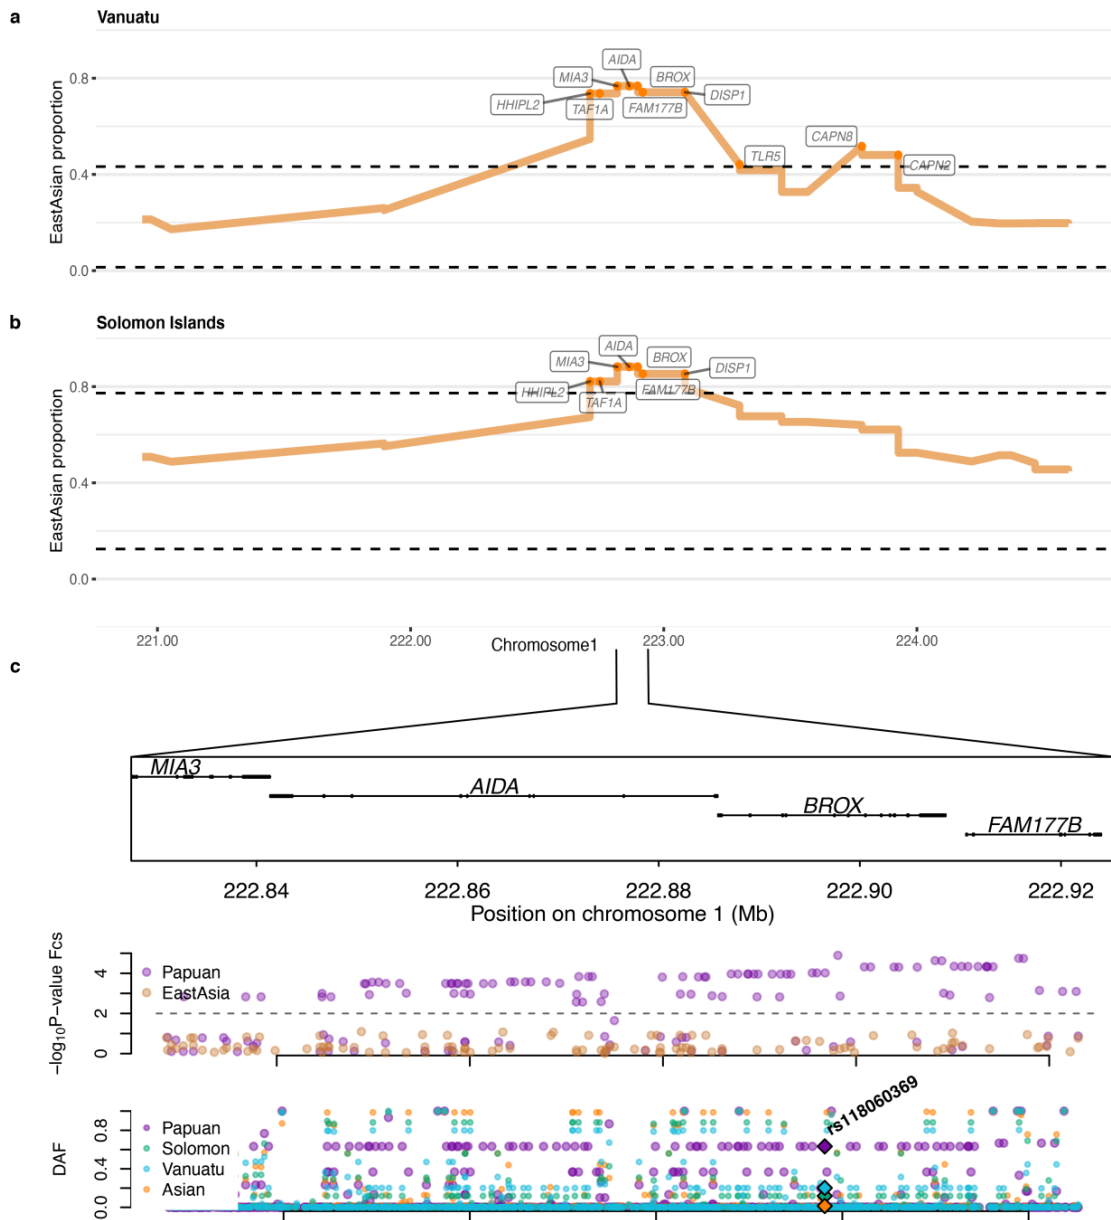 a
Vanuatu
EastAsian proportion
0.8
0.4
0.0
AIDA
MIA3
BROX
HHIPL2
TAF1A
FAM177B
DISP1
TLR5
CAPN8
CAPN2
b
Solomon Islands
EastAsian proportion
0.8
0.4
0.0
AIDA
MIA3
BROX
DISP1
HHIPL2
FAM177B
TAF1A
221.00 222.00 223.00 224.00
Chromosome1
c
MIA3
AIDA
BROX
FAM177B
222.84 222.86 222.88 222.90 222.92
Position on chromosome 1 (Mb)
−log₁₀P−value Fcs
4
2
0
Papuan
EastAsia
rs118060369
DAF
0.8
0.4
0.0
Papuan
Solomon
Vanuatu
Asian